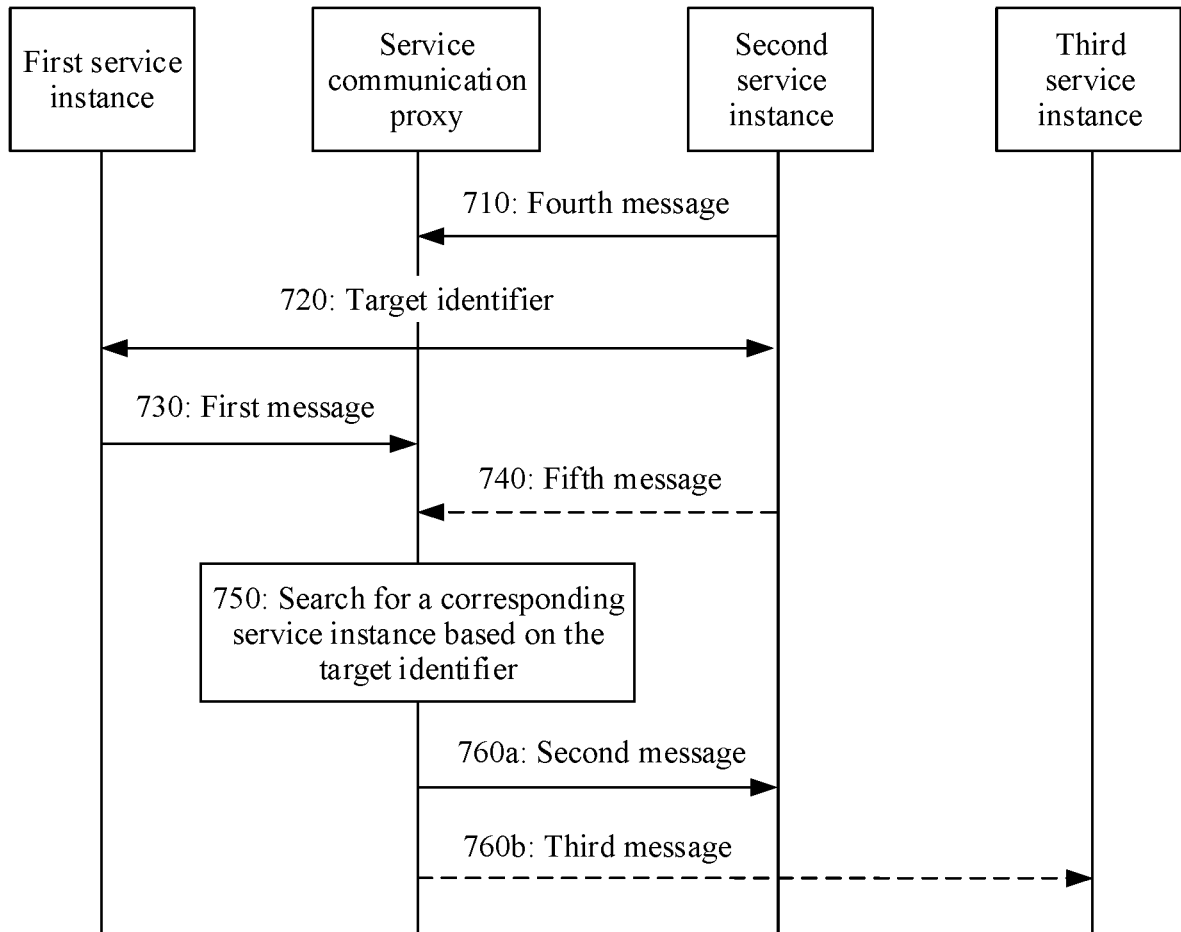 First service
instance
Service
communication
proxy
Second
service
instance
Third
service
instance
710: Fourth message
720: Target identifier
730: First message
740: Fifth message
750: Search for a corresponding
service instance based on the
target identifier
760a: Second message
760b: Third message